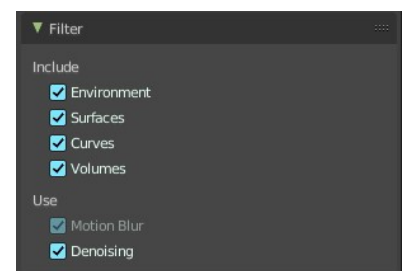 Filter
Include
Environment
Surfaces
Curves
Volumes
Use
Motion Blur
Denoising